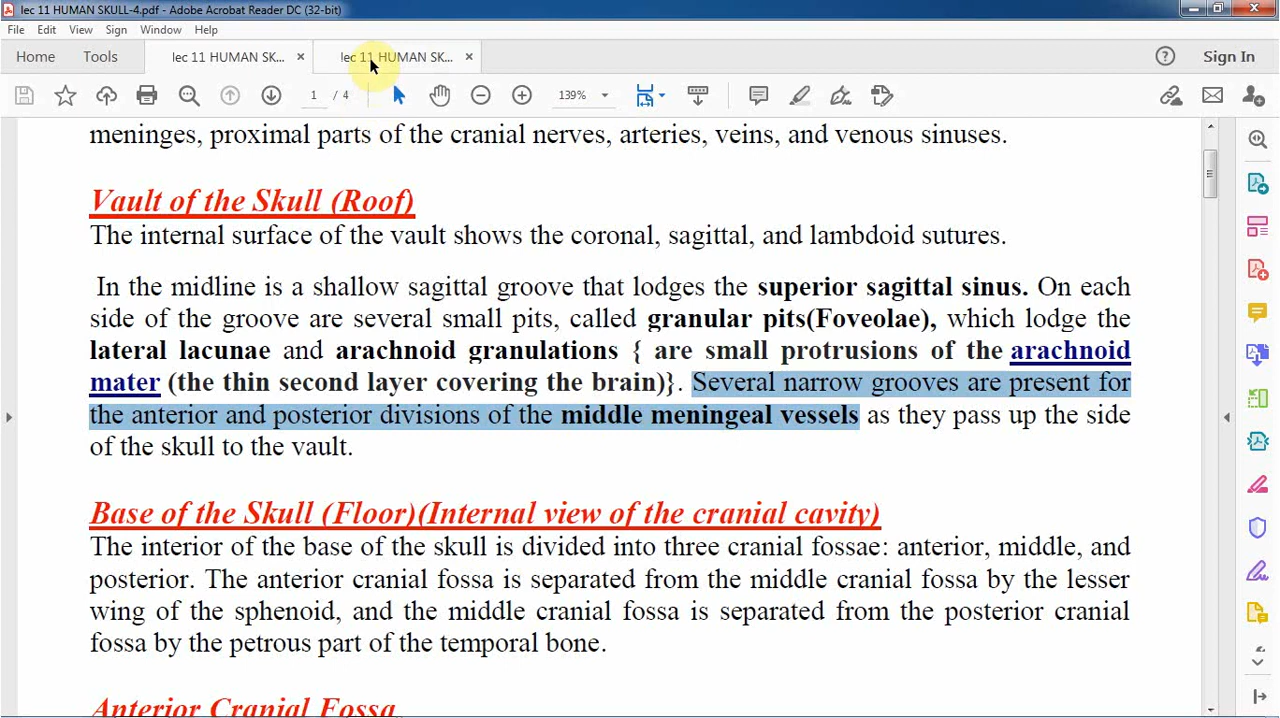 lec 11 HUMAN SKULL-4.pdf - Adobe Acrobat Reader DC (32-bit)
File Edit View Sign Window Help
Home Tools lec 11 HUMAN SK... × lec 11 HUMAN SK... × Sign In
1 / 4 139%
meninges, proximal parts of the cranial nerves, arteries, veins, and venous sinuses.
Vault of the Skull (Roof)
The internal surface of the vault shows the coronal, sagittal, and lambdoid sutures.
In the midline is a shallow sagittal groove that lodges the superior sagittal sinus. On each
side of the groove are several small pits, called granular pits(Foveolae), which lodge the
lateral lacunae and arachnoid granulations { are small protrusions of the arachnoid
mater (the thin second layer covering the brain)}. Several narrow grooves are present for
the anterior and posterior divisions of the middle meningeal vessels as they pass up the side
of the skull to the vault.
Base of the Skull (Floor)(Internal view of the cranial cavity)
The interior of the base of the skull is divided into three cranial fossae: anterior, middle, and
posterior. The anterior cranial fossa is separated from the middle cranial fossa by the lesser
wing of the sphenoid, and the middle cranial fossa is separated from the posterior cranial
fossa by the petrous part of the temporal bone.
Anterior Cranial Fossa